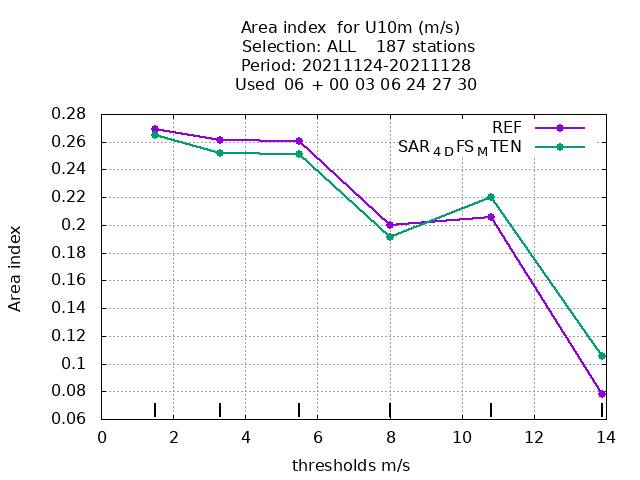 Area index  for U10m (m/s)
Selection: ALL    187 stations
Period: 20211124-20211128
Used  06 + 00 03 06 24 27 30
0.28
0.26
0.24
0.22
0.2
0.18
0.16
0.14
0.12
0.1
0.08
0.06
Area index
REF
SAR4DFSMTEN
0 2 4 6 8 10 12 14
thresholds m/s